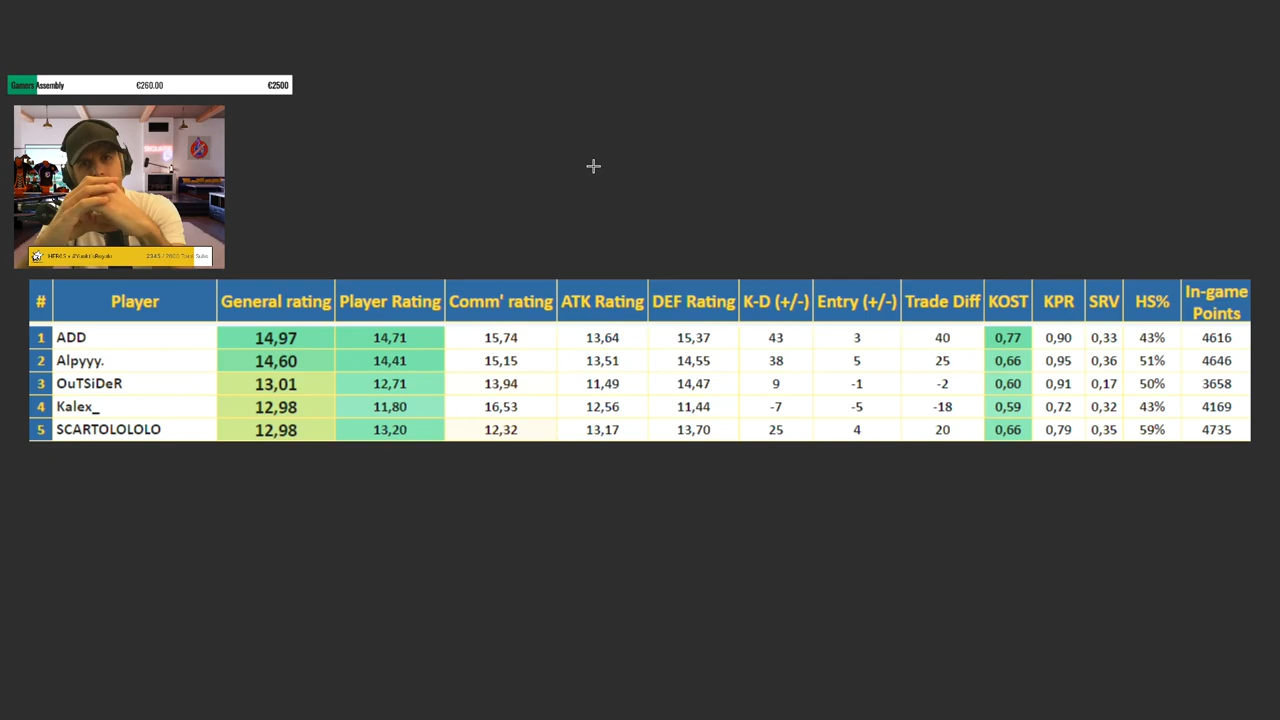 Gamers Assembly €260.00 €2500
# Player General rating Player Rating Comm' rating ATK Rating DEF Rating K-D (+/-) Entry (+/-) Trade Diff KOST KPR SRV HS% In-game Points
1 ADD 14,97 14,71 15,74 13,64 15,37 43 3 40 0,77 0,90 0,33 43% 4616
2 Alpyyy. 14,60 14,41 15,15 13,51 14,55 38 5 25 0,66 0,95 0,36 51% 4646
3 OuTSiDeR 13,01 12,71 13,94 11,49 14,47 9 -1 -2 0,60 0,91 0,17 50% 3658
4 Kalex_ 12,98 11,80 16,53 12,56 11,44 -7 -5 -18 0,59 0,72 0,32 43% 4169
5 SCARTOLOLOLO 12,98 13,20 12,32 13,17 13,70 25 4 20 0,66 0,79 0,35 59% 4735